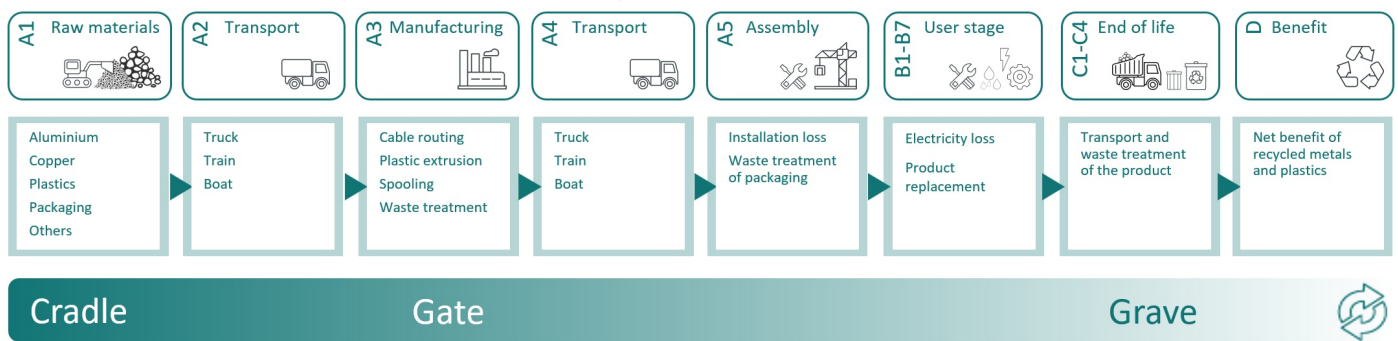 A1 Raw materials
A2 Transport
A3 Manufacturing
A4 Transport
A5 Assembly
B1-B7 User stage
C1-C4 End of life
D Benefit
Aluminium
Copper
Plastics
Packaging
Others
Truck
Train
Boat
Cable routing
Plastic extrusion
Spooling
Waste treatment
Truck
Train
Boat
Installation loss
Waste treatment
of packaging
Electricity loss
Product
replacement
Transport and
waste treatment
of the product
Net benefit of
recycled metals
and plastics
Cradle
Gate
Grave